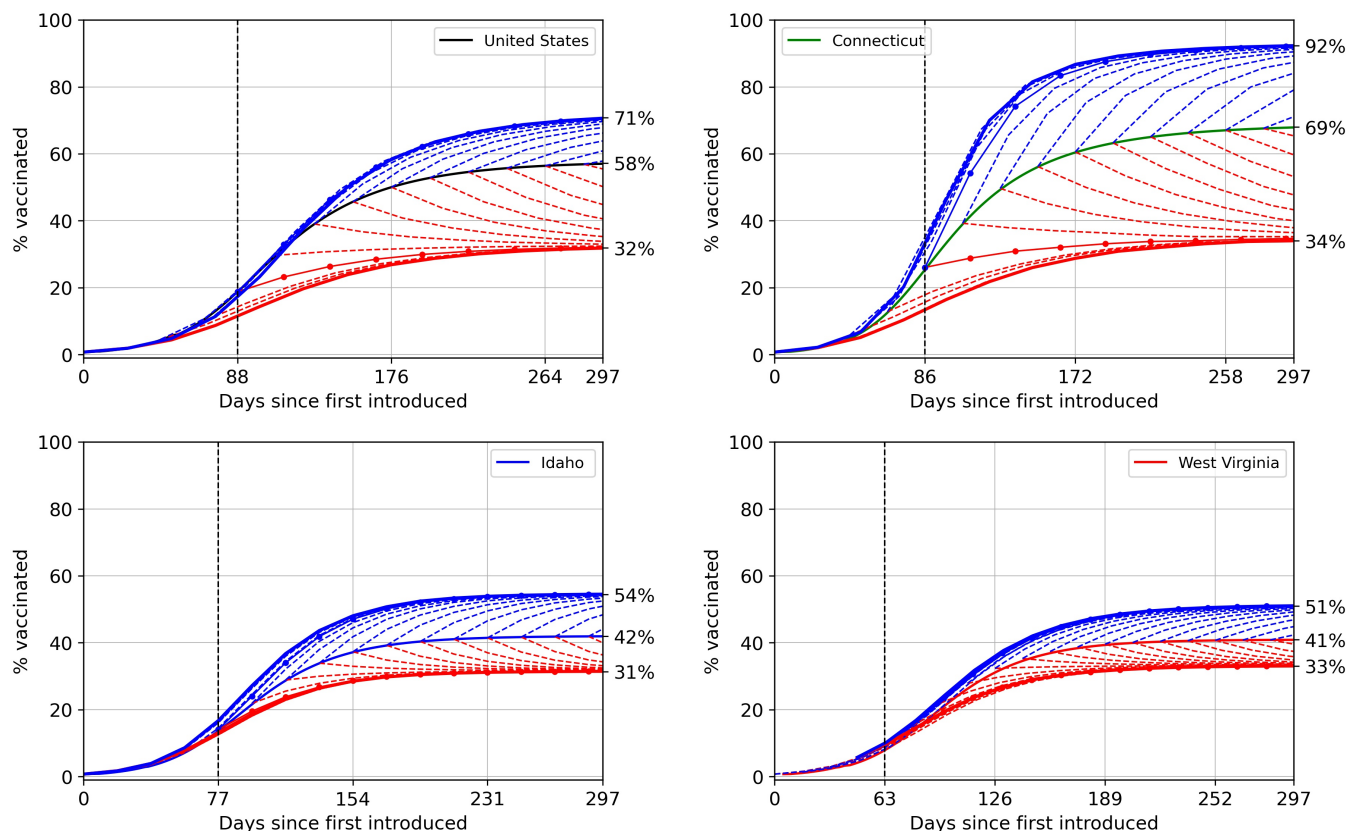 100
80
60
40
20
0
% vaccinated
United States
71%
58%
32%
0 88 176 264 297
Days since first introduced
100
80
60
40
20
0
% vaccinated
Connecticut
92%
69%
34%
0 86 172 258 297
Days since first introduced
100
80
60
40
20
0
% vaccinated
Idaho
54%
42%
31%
0 77 154 231 297
Days since first introduced
100
80
60
40
20
0
% vaccinated
West Virginia
51%
41%
33%
0 63 126 189 252 297
Days since first introduced